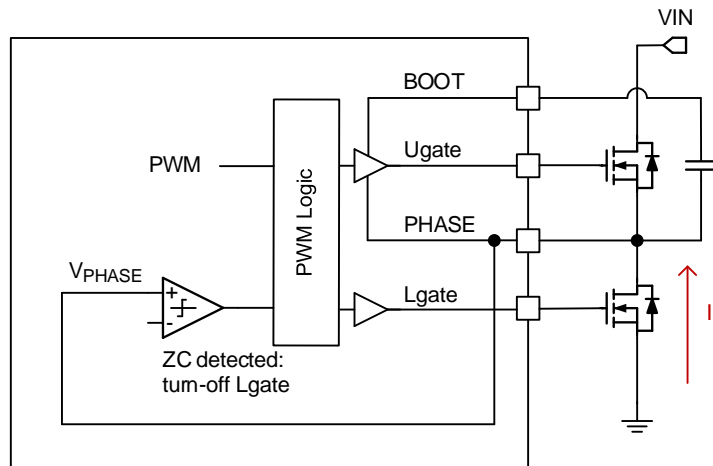 VIN
BOOT
Ugate
PWM
PWM Logic
PHASE
VPHASE
+
-
Lgate
I
ZC detected:
turn-off Lgate